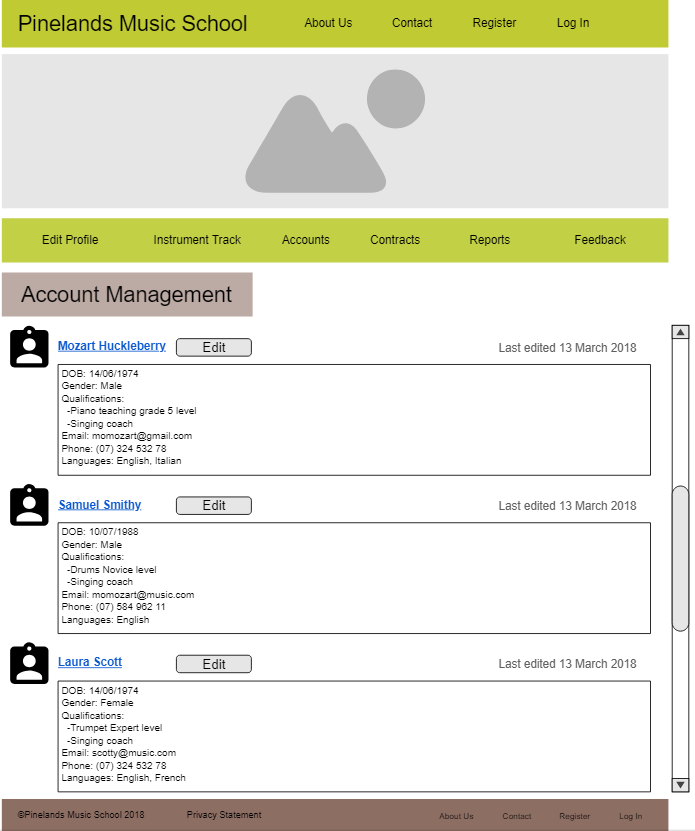 Pinelands Music School About Us Contact Register Log In
Edit Profile Instrument Track Accounts Contracts Reports Feedback
Account Management
Mozart Huckleberry Edit Last edited 13 March 2018
DOB: 14/06/1974
Gender: Male
Qualifications:
-Piano teaching grade 5 level
-Singing coach
Email: momozart@gmail.com
Phone: (07) 324 532 78
Languages: English, Italian
Samuel Smithy Edit Last edited 13 March 2018
DOB: 10/07/1988
Gender: Male
Qualifications:
-Drums Novice level
-Singing coach
Email: momozart@music.com
Phone: (07) 584 962 11
Languages: English
Laura Scott Edit Last edited 13 March 2018
DOB: 14/06/1974
Gender: Female
Qualifications:
-Trumpet Expert level
-Singing coach
Email: scotty@music.com
Phone: (07) 324 532 78
Languages: English, French
©Pinelands Music School 2018 Privacy Statement About Us Contact Register Log In